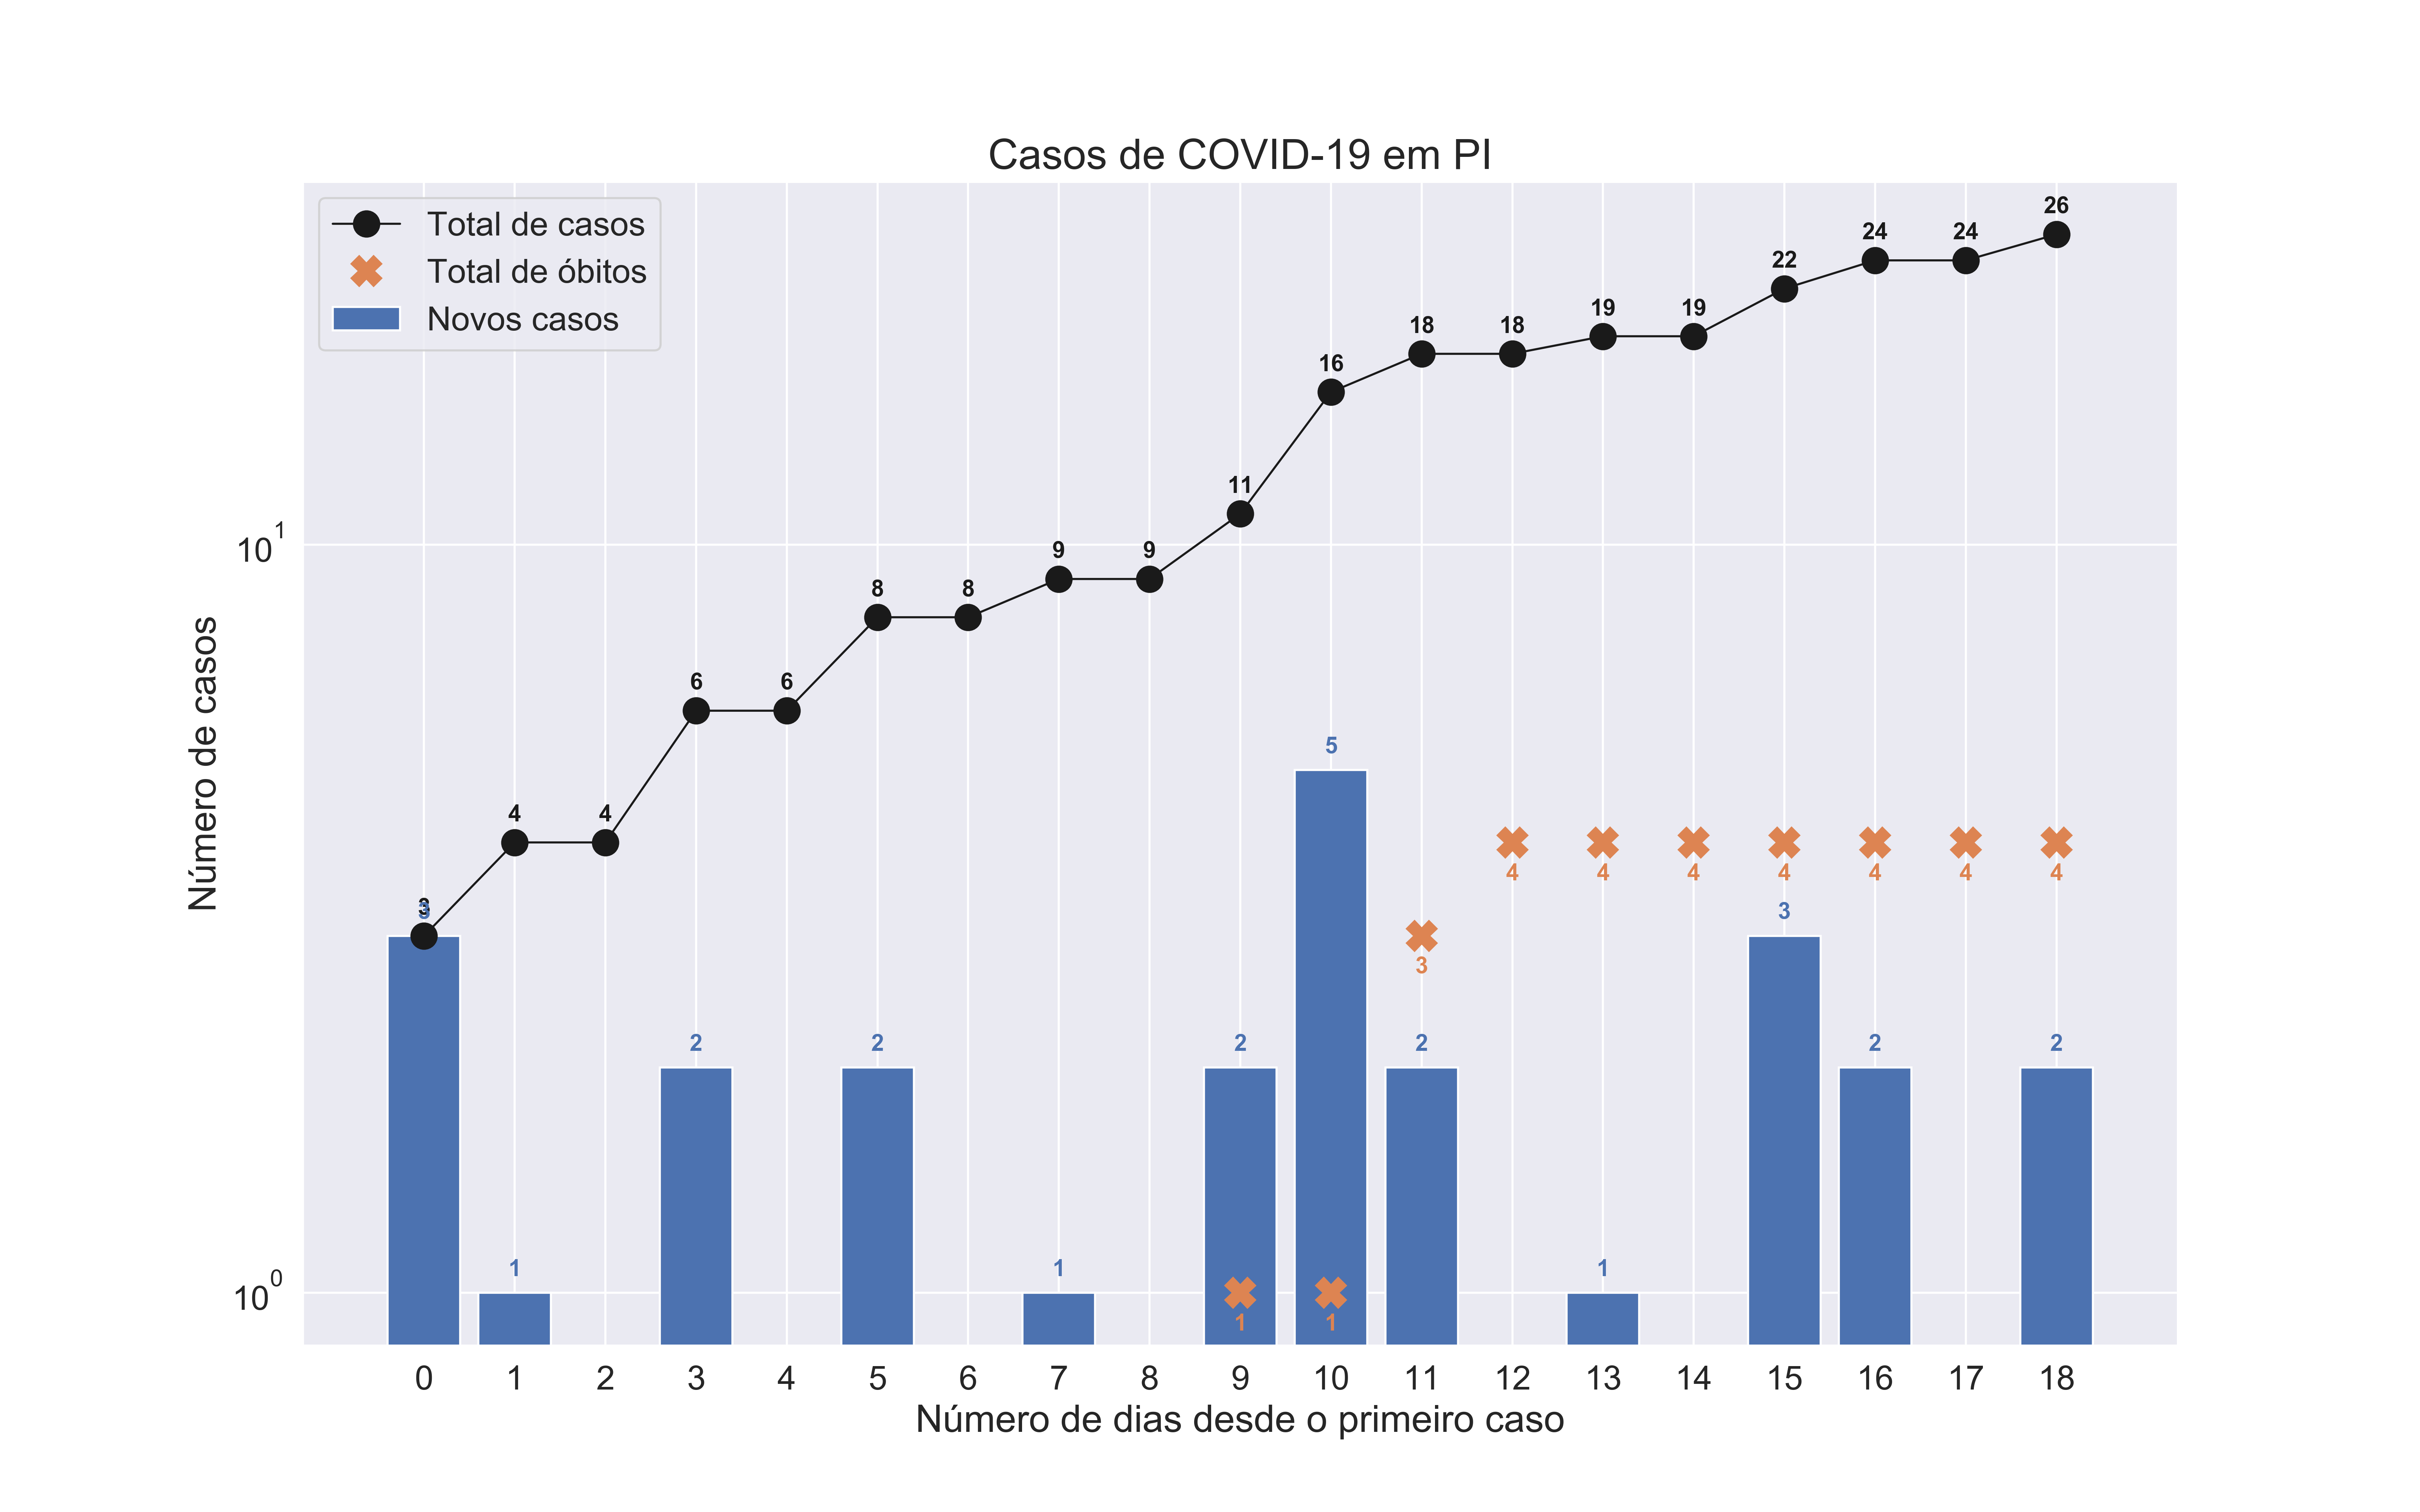 Casos de COVID-19 em PI
Total de casos
Total de óbitos
Novos casos
26
24 24
22
19 19
18 18
16
11
10^1
9 9
8 8
6 6
5
4 4
4 4 4 4 4 4 4
3 3
3
3
2 2 2 2 2 2
1 1 1
10^0
1 1
Número de casos
0 1 2 3 4 5 6 7 8 9 10 11 12 13 14 15 16 17 18
Número de dias desde o primeiro caso